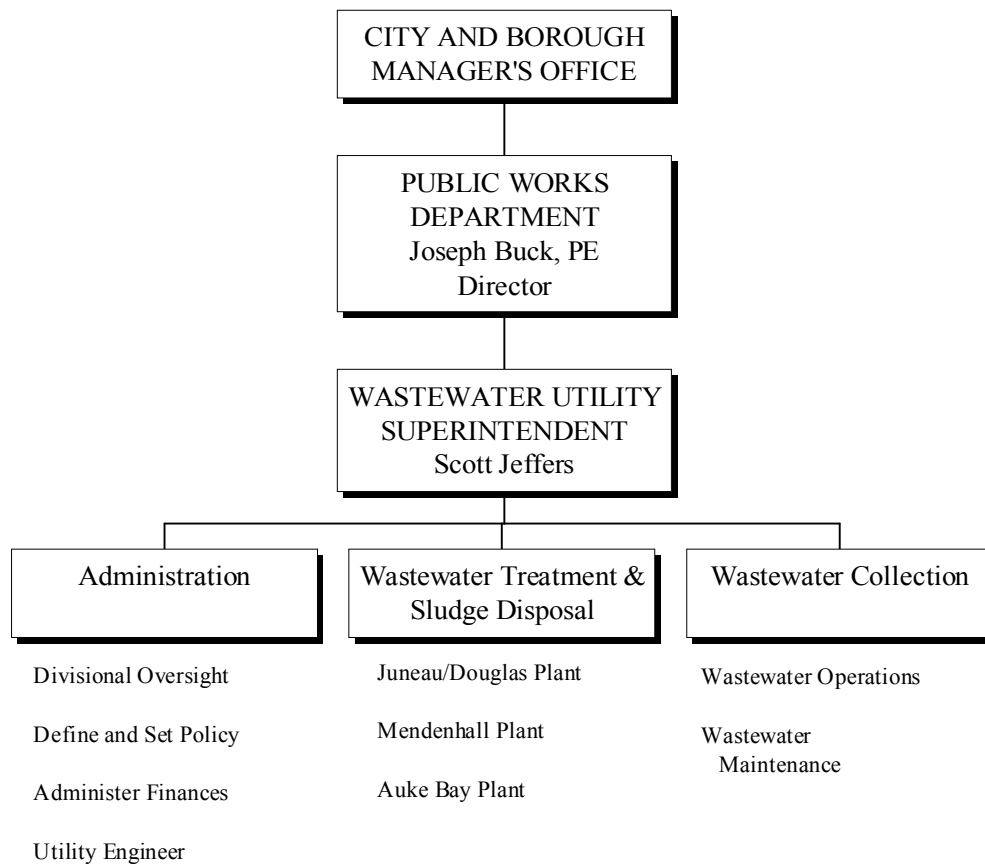 CITY AND BOROUGH
MANAGER'S OFFICE
PUBLIC WORKS
DEPARTMENT
Joseph Buck, PE
Director
WASTEWATER UTILITY
SUPERINTENDENT
Scott Jeffers
Administration
Divisional Oversight
Define and Set Policy
Administer Finances
Utility Engineer
Wastewater Treatment &
Sludge Disposal
Juneau/Douglas Plant
Mendenhall Plant
Auke Bay Plant
Wastewater Collection
Wastewater Operations
Wastewater
Maintenance